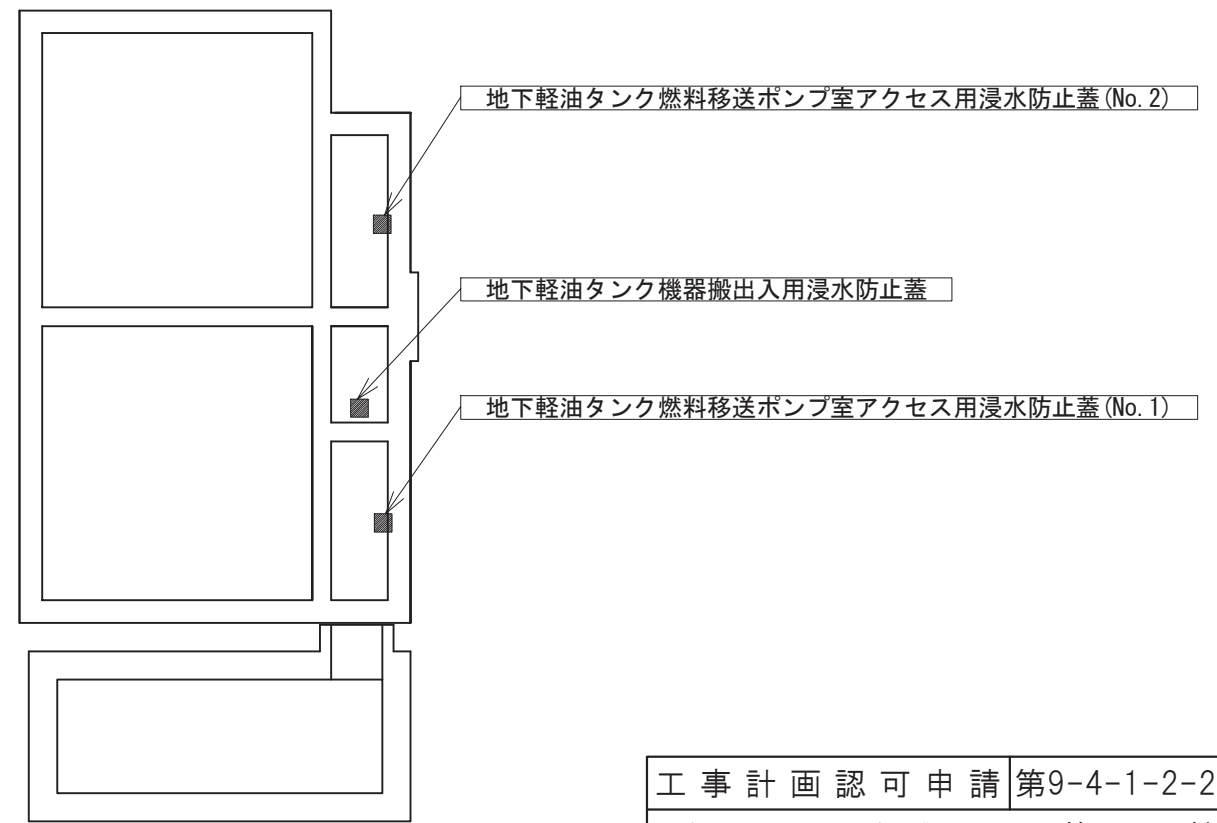 地下軽油タンク燃料移送ポンプ室アクセス用浸水防止蓋(No.2)
地下軽油タンク機器搬出入用浸水防止蓋
地下軽油タンク燃料移送ポンプ室アクセス用浸水防止蓋(No.1)
工事計画認可申請 第9-4-1-2-2